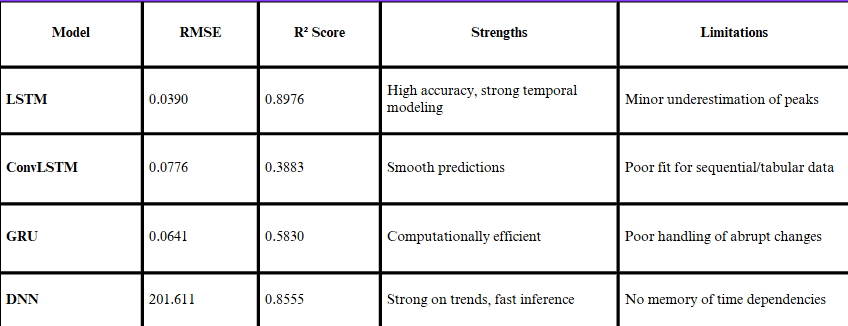 Model RMSE R² Score Strengths Limitations
LSTM 0.0390 0.8976 High accuracy, strong temporal modeling Minor underestimation of peaks
ConvLSTM 0.0776 0.3883 Smooth predictions Poor fit for sequential/tabular data
GRU 0.0641 0.5830 Computationally efficient Poor handling of abrupt changes
DNN 201.611 0.8555 Strong on trends, fast inference No memory of time dependencies